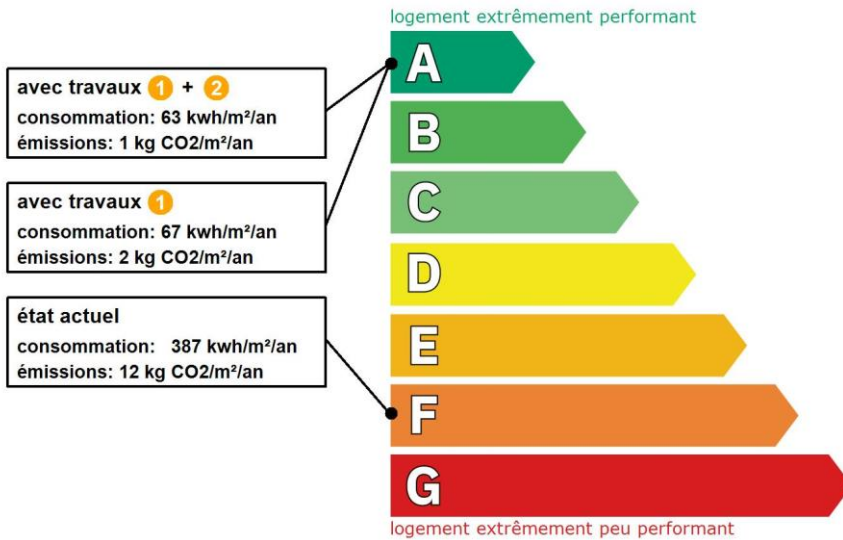 logement extrêmement performant
avec travaux 1 + 2
consommation: 63 kwh/m²/an
émissions: 1 kg CO2/m²/an
avec travaux 1
consommation: 67 kwh/m²/an
émissions: 2 kg CO2/m²/an
état actuel
consommation: 387 kwh/m²/an
émissions: 12 kg CO2/m²/an
A
B
C
D
E
F
G
logement extrêmement peu performant